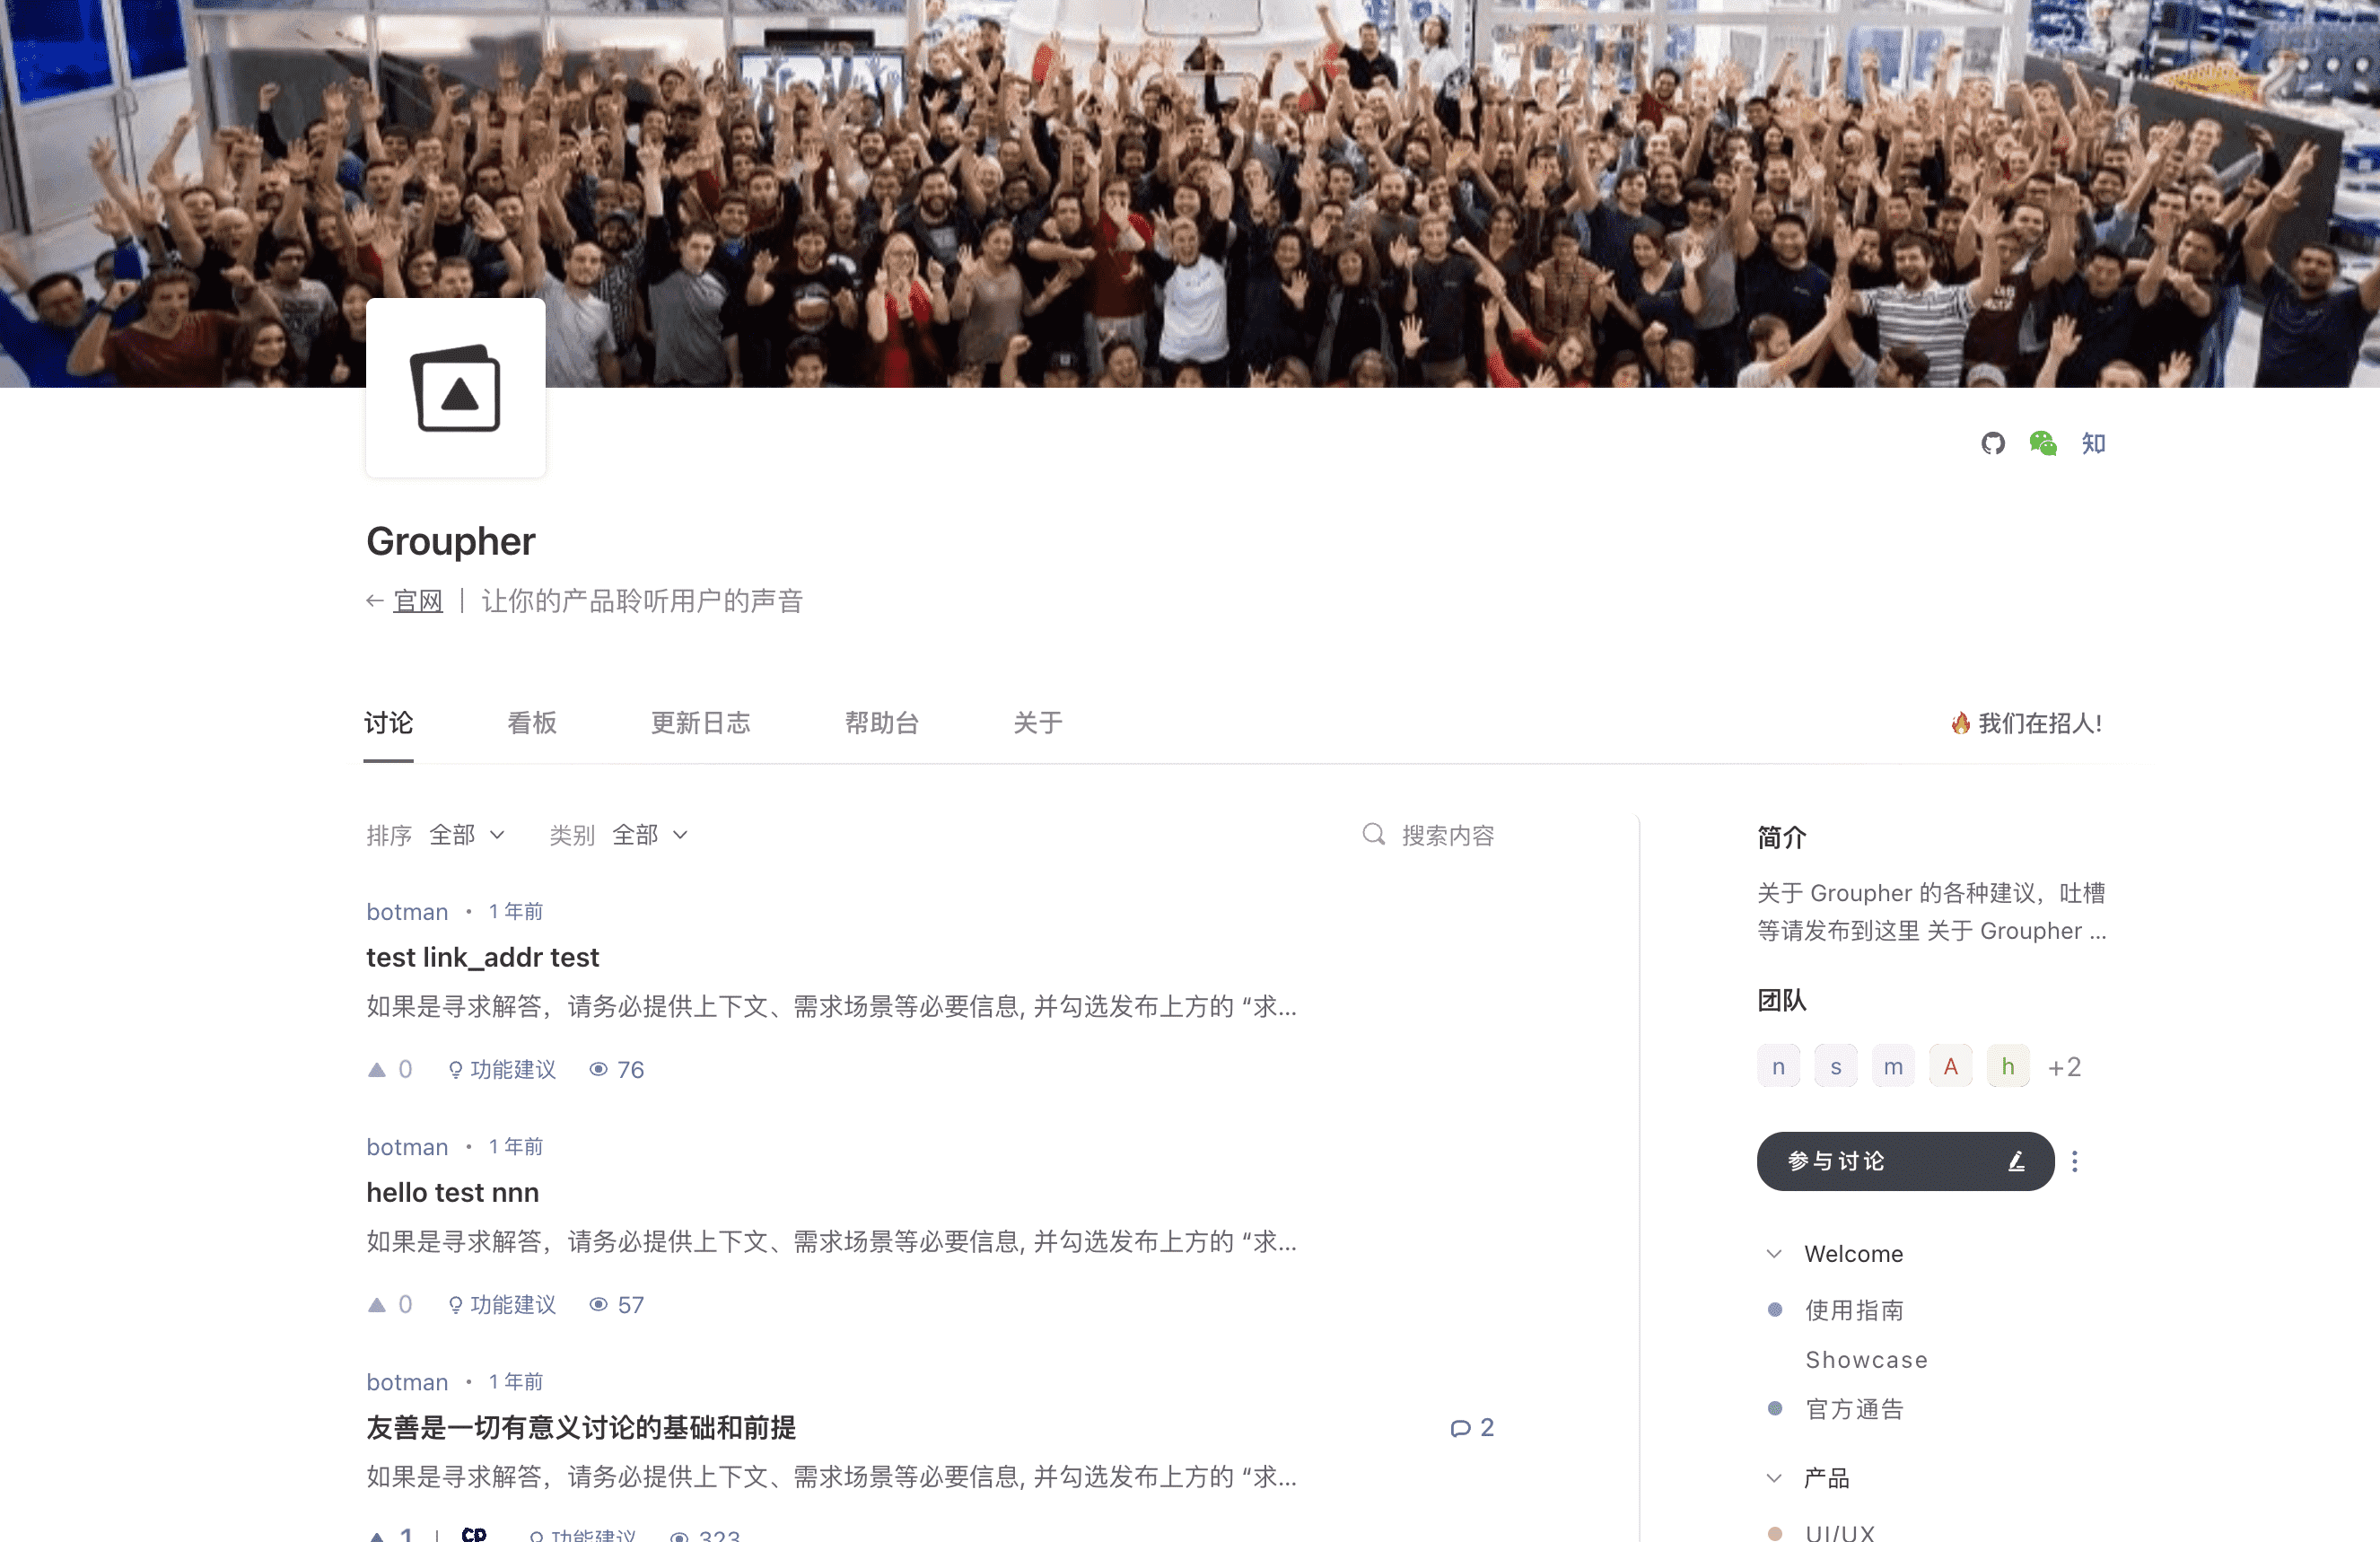 知
Groupher
← 官网 | 让你的产品聆听用户的声音
讨论 看板 更新日志 帮助台 关于 我们在招人!
排序 全部 类别 全部 搜索内容
botman • 1 年前
test link_addr test
如果是寻求解答，请务必提供上下文、需求场景等必要信息, 并勾选发布上方的 “求...
0 功能建议 76
botman • 1 年前
hello test nnn
如果是寻求解答，请务必提供上下文、需求场景等必要信息, 并勾选发布上方的 “求...
0 功能建议 57
botman • 1 年前
友善是一切有意义讨论的基础和前提 2
如果是寻求解答，请务必提供上下文、需求场景等必要信息, 并勾选发布上方的 “求...
1 | CP 功能建议 323
简介
关于 Groupher 的各种建议，吐槽
等请发布到这里 关于 Groupher ...
团队
n s m A h +2
参与讨论
Welcome
使用指南
Showcase
官方通告
产品
UI/UX